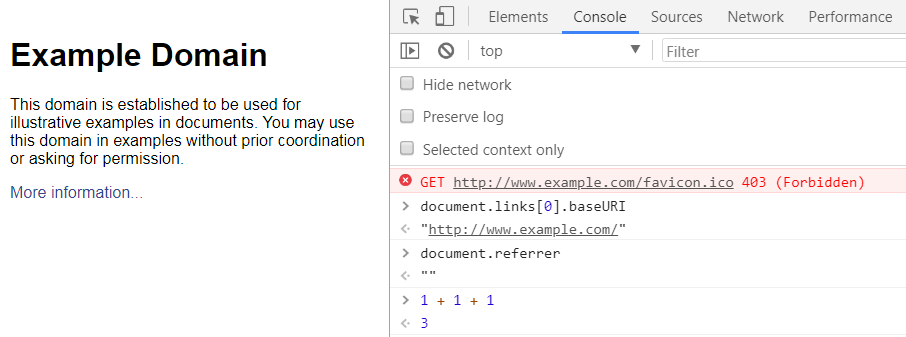 Example Domain
This domain is established to be used for
illustrative examples in documents. You may use
this domain in examples without prior coordination
or asking for permission.
More information...
Elements Console Sources Network Performance
top Filter
Hide network
Preserve log
Selected context only
GET http://www.example.com/favicon.ico 403 (Forbidden)
document.links[0].baseURI
"http://www.example.com/"
document.referrer
""
1 + 1 + 1
3